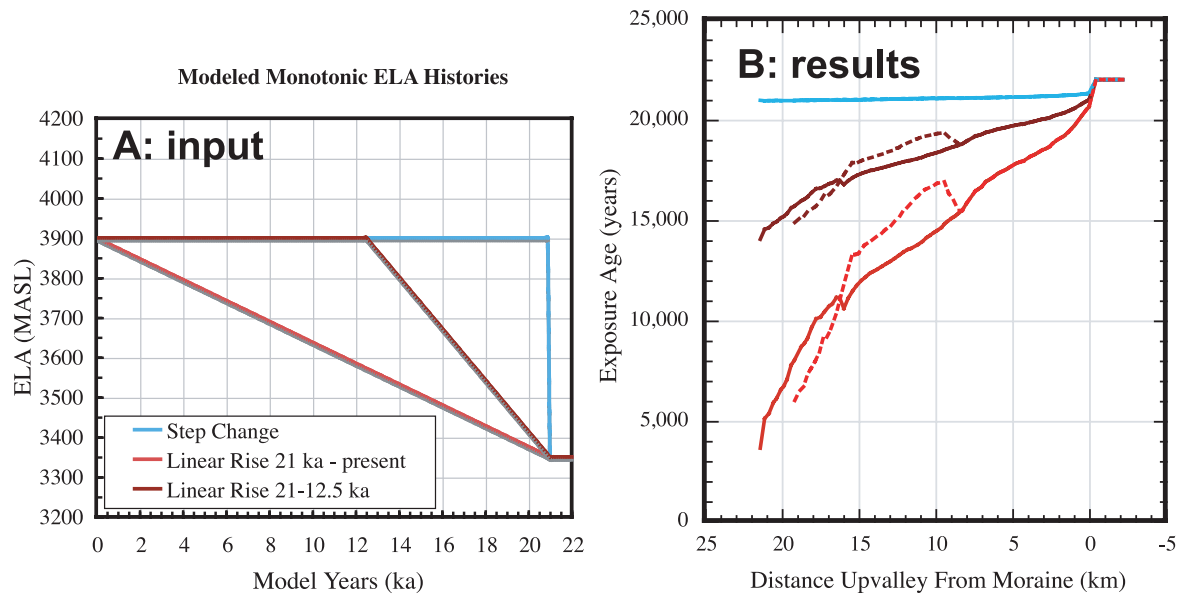 Modeled Monotonic ELA Histories
A: input
ELA (MASL)
4200
4100
4000
3900
3800
3700
3600
3500
3400
3300
3200
Step Change
Linear Rise 21 ka - present
Linear Rise 21-12.5 ka
0 2 4 6 8 10 12 14 16 18 20 22
Model Years (ka)
B: results
Exposure Age (years)
25,000
20,000
15,000
10,000
5,000
0
25 20 15 10 5 0 -5
Distance Upvalley From Moraine (km)